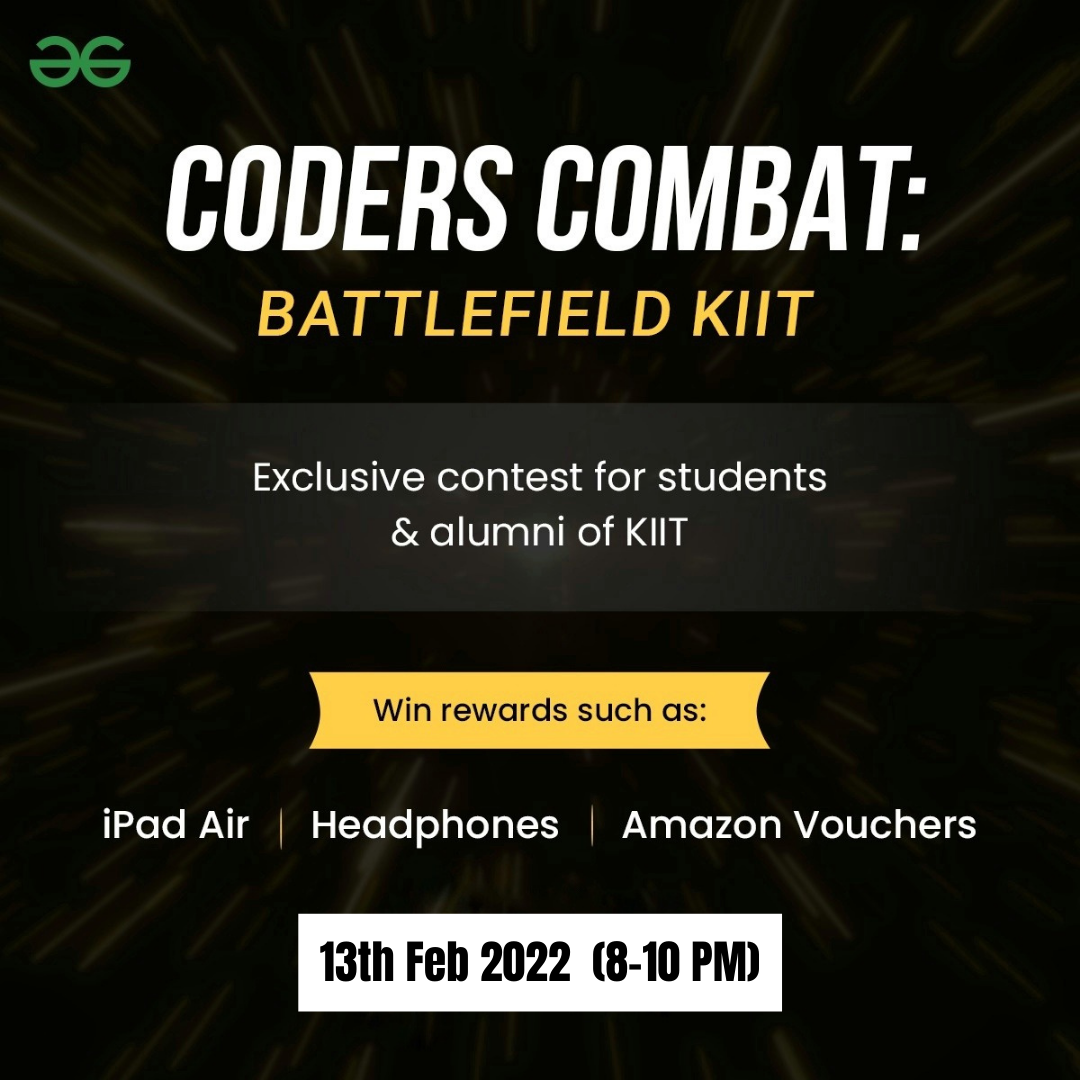 CODERS COMBAT:
BATTLEFIELD KIIT
Exclusive contest for students
& alumni of KIIT
Win rewards such as:
iPad Air | Headphones | Amazon Vouchers
13th Feb 2022 (8-10 PM)